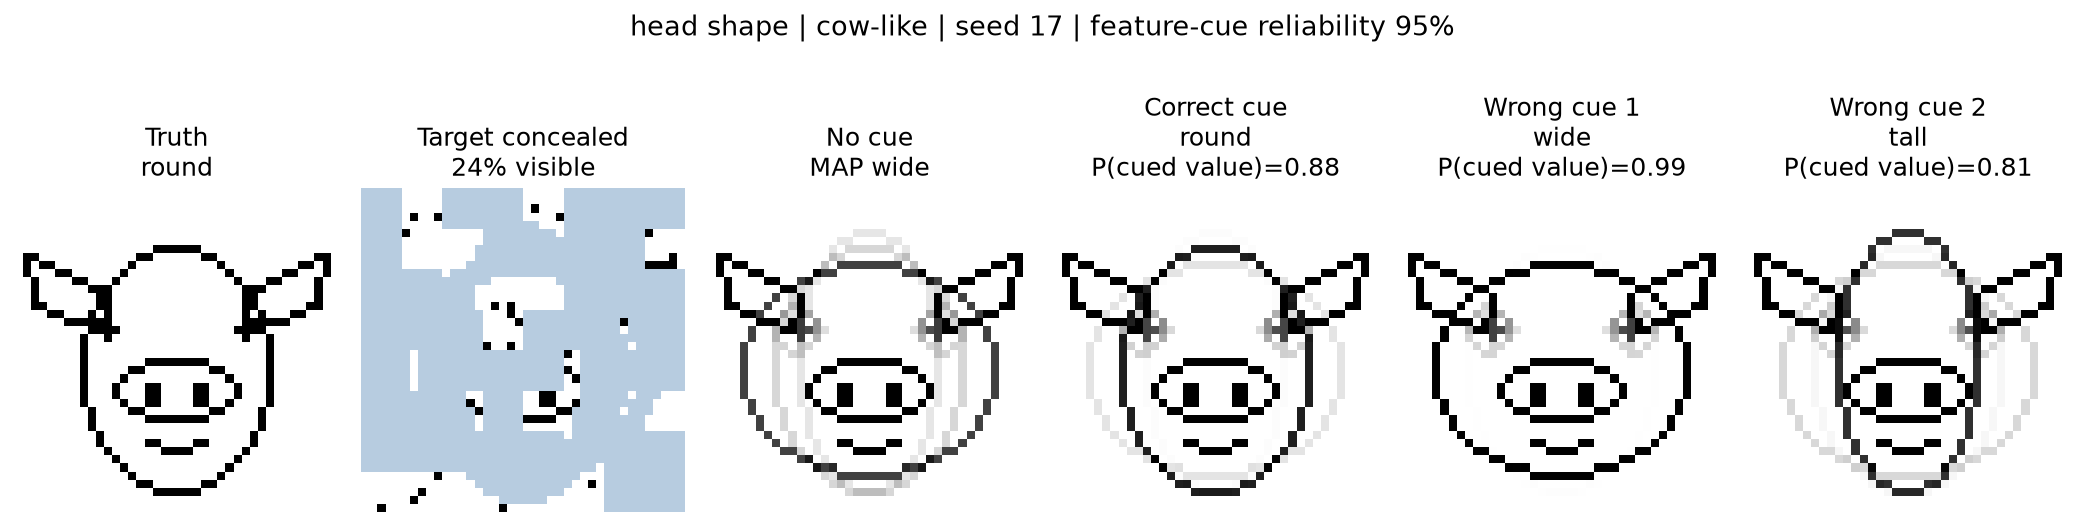 head shape | cow-like | seed 17 | feature-cue reliability 95%
Truth
round
Target concealed
24% visible
No cue
MAP wide
Correct cue
round
P(cued value)=0.88
Wrong cue 1
wide
P(cued value)=0.99
Wrong cue 2
tall
P(cued value)=0.81